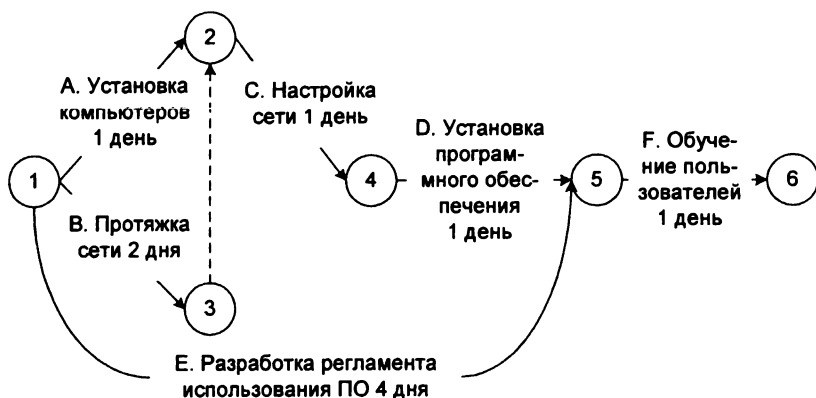 2
A. Установка
компьютеров
1 день
C. Настройка
сети 1 день
D. Установка
програм-
много обес-
печения
1 день
F. Обуче-
ние поль-
зователей
1 день
1
4
5
6
B. Протяжка
сети 2 дня
3
E. Разработка регламента
использования ПО 4 дня